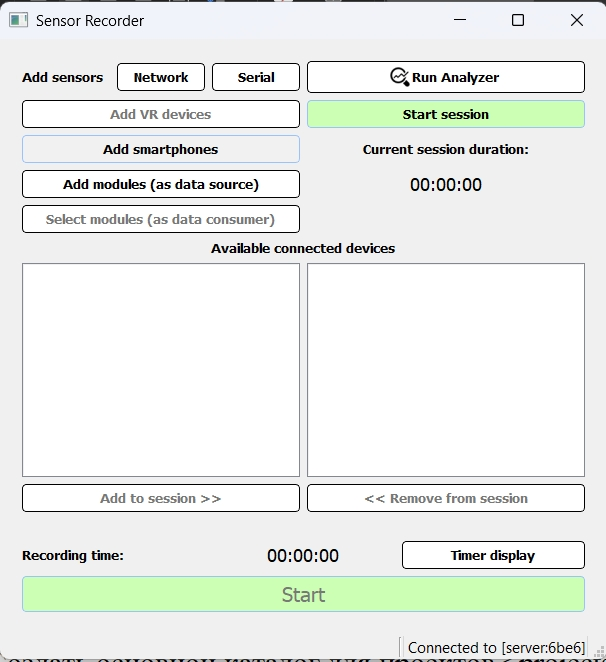 Sensor Recorder
Add sensors Network Serial Run Analyzer
Add VR devices Start session
Add smartphones Current session duration:
Add modules (as data source) 00:00:00
Select modules (as data consumer)
Available connected devices
Add to session >> << Remove from session
Recording time: 00:00:00 Timer display
Start
Connected to [server:6be6]